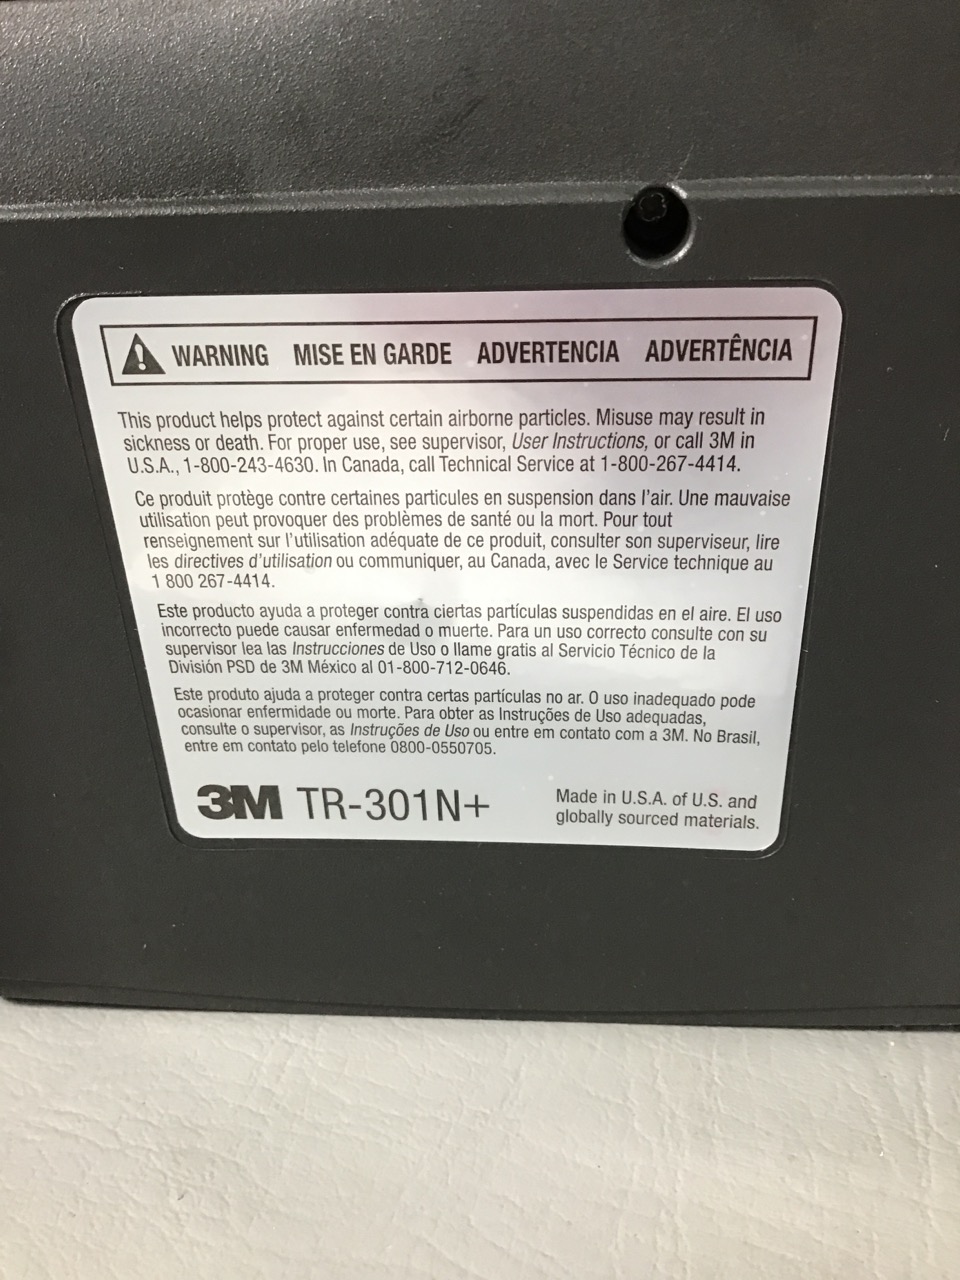 WARNING MISE EN GARDE ADVERTENCIA ADVERTÊNCIA
This product helps protect against certain airborne particles. Misuse may result in
sickness or death. For proper use, see supervisor, User Instructions, or call 3M in
U.S.A., 1-800-243-4630. In Canada, call Technical Service at 1-800-267-4414.
Ce produit protège contre certaines particules en suspension dans l'air. Une mauvaise
utilisation peut provoquer des problèmes de santé ou la mort. Pour tout
renseignement sur l'utilisation adéquate de ce produit, consulter son superviseur, lire
les directives d'utilisation ou communiquer, au Canada, avec le Service technique au
1 800 267-4414.
Este producto ayuda a proteger contra ciertas partículas suspendidas en el aire. El uso
incorrecto puede causar enfermedad o muerte. Para un uso correcto consulte con su
supervisor lea las Instrucciones de Uso o llame gratis al Servicio Técnico de la
División PSD de 3M México al 01-800-712-0646.
Este produto ajuda a proteger contra certas partículas no ar. O uso inadequado pode
ocasionar enfermidade ou morte. Para obter as Instruções de Uso adequadas,
consulte o supervisor, as Instruções de Uso ou entre em contato com a 3M. No Brasil,
entre em contato pelo telefone 0800-0550705.
3M TR-301N+
Made in U.S.A. of U.S. and
globally sourced materials.